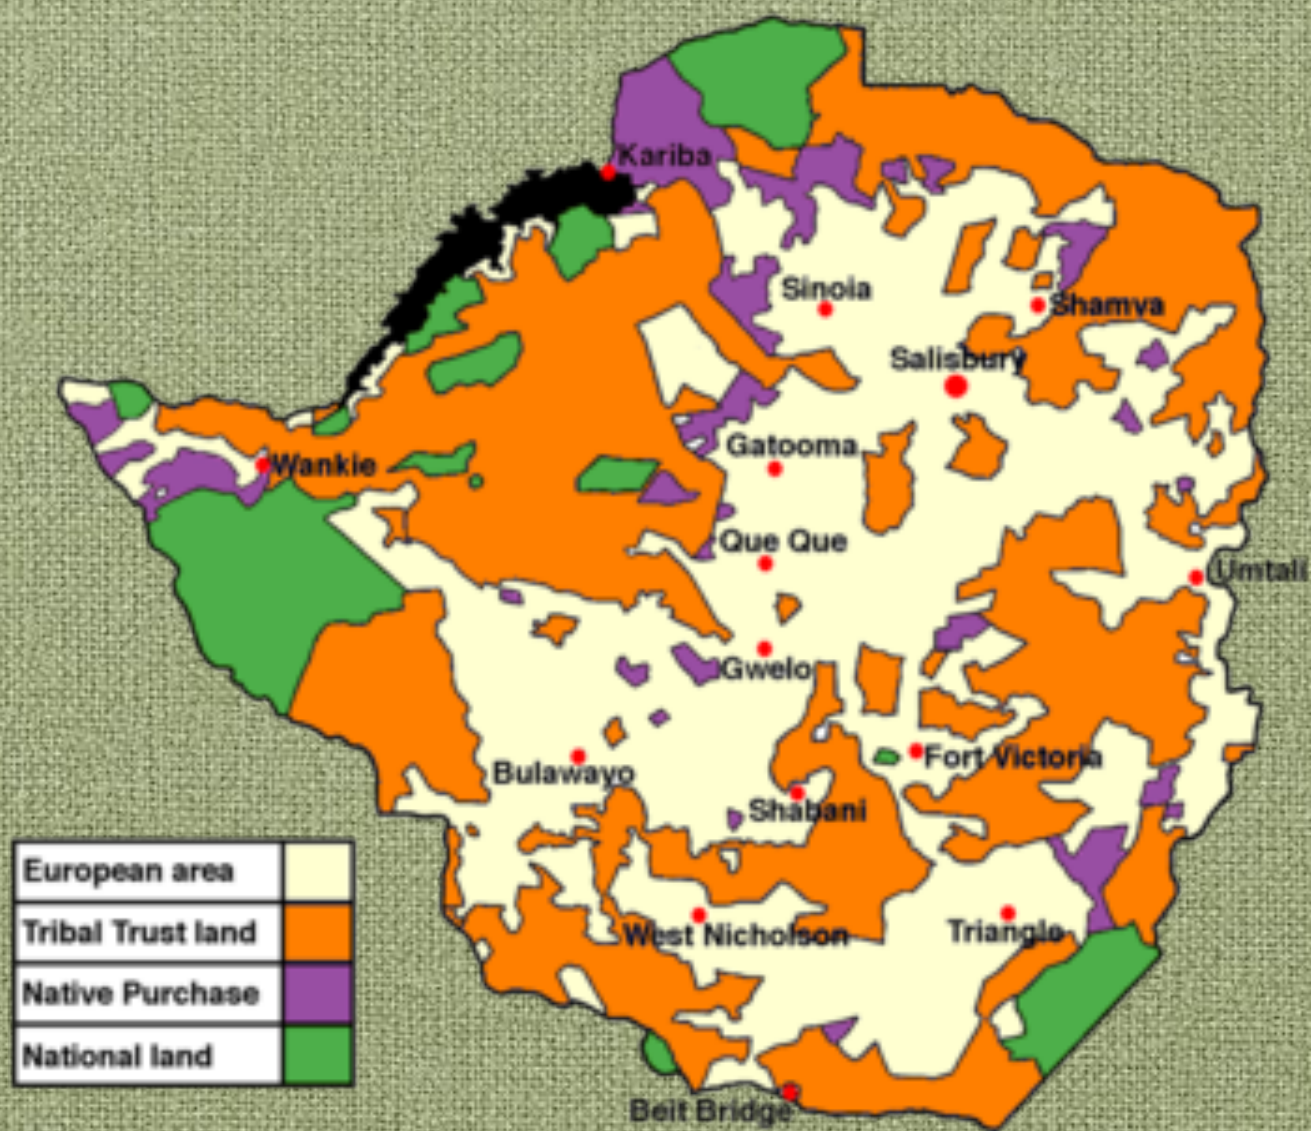 Kariba
Sinoia
Shamva
Salisbury
Gatooma
Wankie
Que Que
Umtali
Gwelo
Fort Victoria
Bulawayo
Shabani
West Nicholson
Triangle
Beit Bridge
European area
Tribal Trust land
Native Purchase
National land